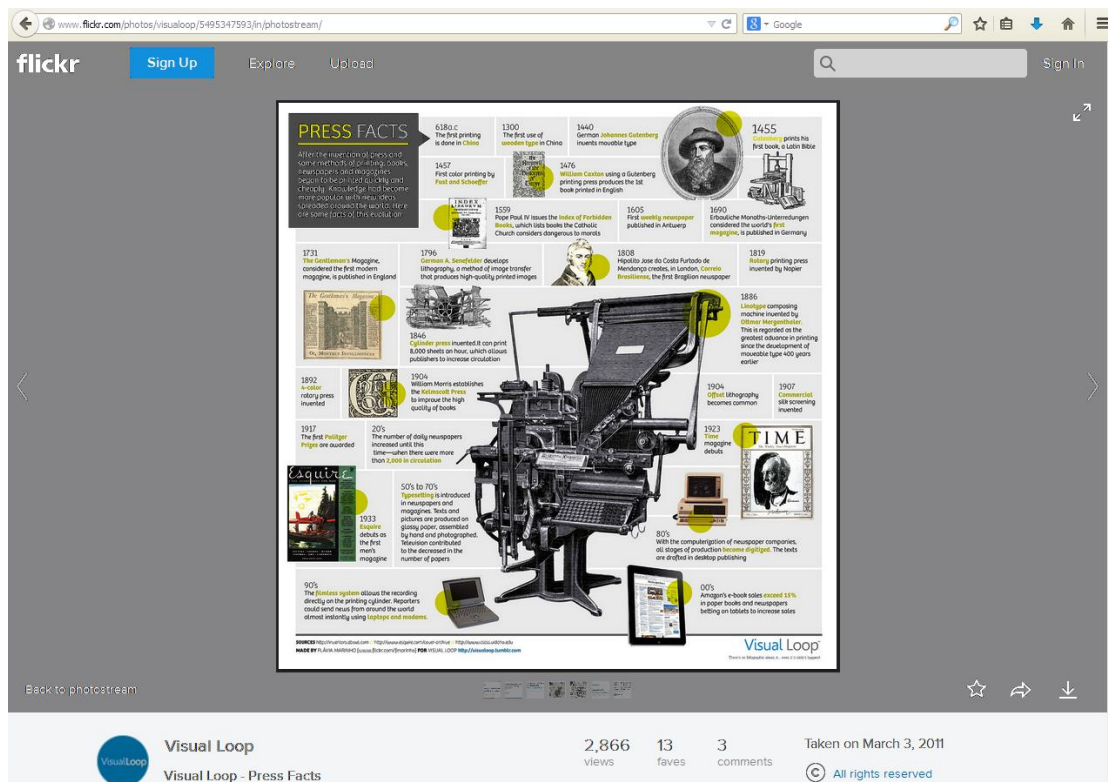 www.flickr.com/photos/visualoop/5495347593/in/photostream/
Google
flickr
Sign Up
Explore
Upload
Sign In
PRESS FACTS
After the invention of press and
some methods of printing, books,
newspapers and magazines
began to be printed quickly and
cheaply. Knowledge had become
more popular with new ideas
spreaded around the world. Here
are some facts of this evolution
618a.c
The first printing
is done in China
1300
The first use of
wooden type in China
1440
German Johannes Gutenberg
invents movable type
1455
Gutenberg prints his
first book, a Latin Bible
1457
First color printing by
Fust and Schoeffer
1476
William Caxton using a Gutenberg
printing press produces the 1st
book printed in English
INDEX
1559
Pope Paul IV issues the Index of Forbidden
Books, which lists books the Catholic
Church considers dangerous to morals
1605
First weekly newspaper
published in Antwerp
1690
Erbauliche Monaths-Unterredungen
considered the world's first
magazine, is published in Germany
1731
The Gentleman's Magazine,
considered the first modern
magazine, is published in England
1796
German A. Senefelder develops
lithography, a method of image transfer
that produces high-quality printed images
1808
Hipolito Jose da Costa Furtado de
Mendonça creates, in London, Correio
Brasiliense, the first Brazilian newspaper
1819
Rotary printing press
invented by Napier
The Gentleman's Magazine
1846
Cylinder press invented.It can print
8,000 sheets an hour, which allows
publishers to increase circulation
1886
Linotype composing
machine invented by
Ottmar Mergenthaler.
This is regarded as the
greatest advance in printing
since the development of
moveable type 400 years
earlier
1892
4-color
rotary press
invented
1904
William Morris establishes
the Kelmscott Press
to improve the high
quality of books
1904
Offset lithography
becomes common
1907
Commercial
silk screening
invented
1917
The first Pulitzer
Prizes are awarded
20's
The number of daily newspapers
increased until this
time—when there were more
than 2,000 in circulation
1923
Time
magazine
debuts
TIME
Esquire
1933
Esquire
debuts as
the first
men's
magazine
50's to 70's
Typesetting is introduced
in newspapers and
magazines. Texts and
pictures are produced on
glossy paper, assembled
by hand and photographed.
Television contributed
to the decreased in the
number of papers
80's
With the computerization of newspaper companies,
all stages of production become digitized. The texts
are drafted in desktop publishing
90's
The filmless system allows the recording
directly on the printing cylinder. Reporters
could send news from around the world
almost instantly using laptops and modems.
00's
Amazon's e-book sales exceed 15%
in paper books and newspapers
betting on tablets to increase sales
SOURCES
MADE BY FLÁVIA MARINHO (www.flickr.com/fmarinho) FOR VISUAL LOOP http://visualoop.tumblr.com
Visual Loop
Back to photostream
VisualLoop
Visual Loop
Visual Loop - Press Facts
2,866
views
13
faves
3
comments
Taken on March 3, 2011
© All rights reserved